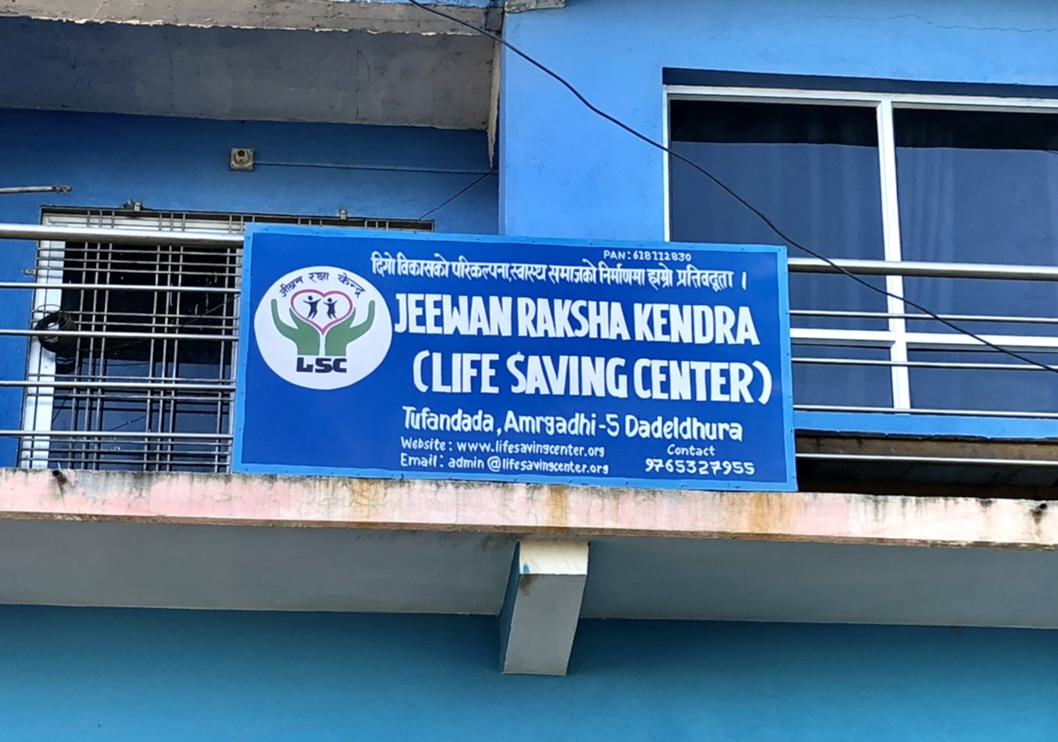 PAN:618112830
दिगो विकासको परिकल्पना,स्वास्थ्य समाजको निर्माणमा हाम्रो प्रतिवद्धता ।
जीवन रक्षा केन्द्र
LSC
JEEWAN RAKSHA KENDRA
(LIFE SAVING CENTER)
Tufandada, Amrgadhi-5 Dadeldhura
Website: www.lifesavingcenter.org
Contact
Email: admin@lifesavingcenter.org
9765327955